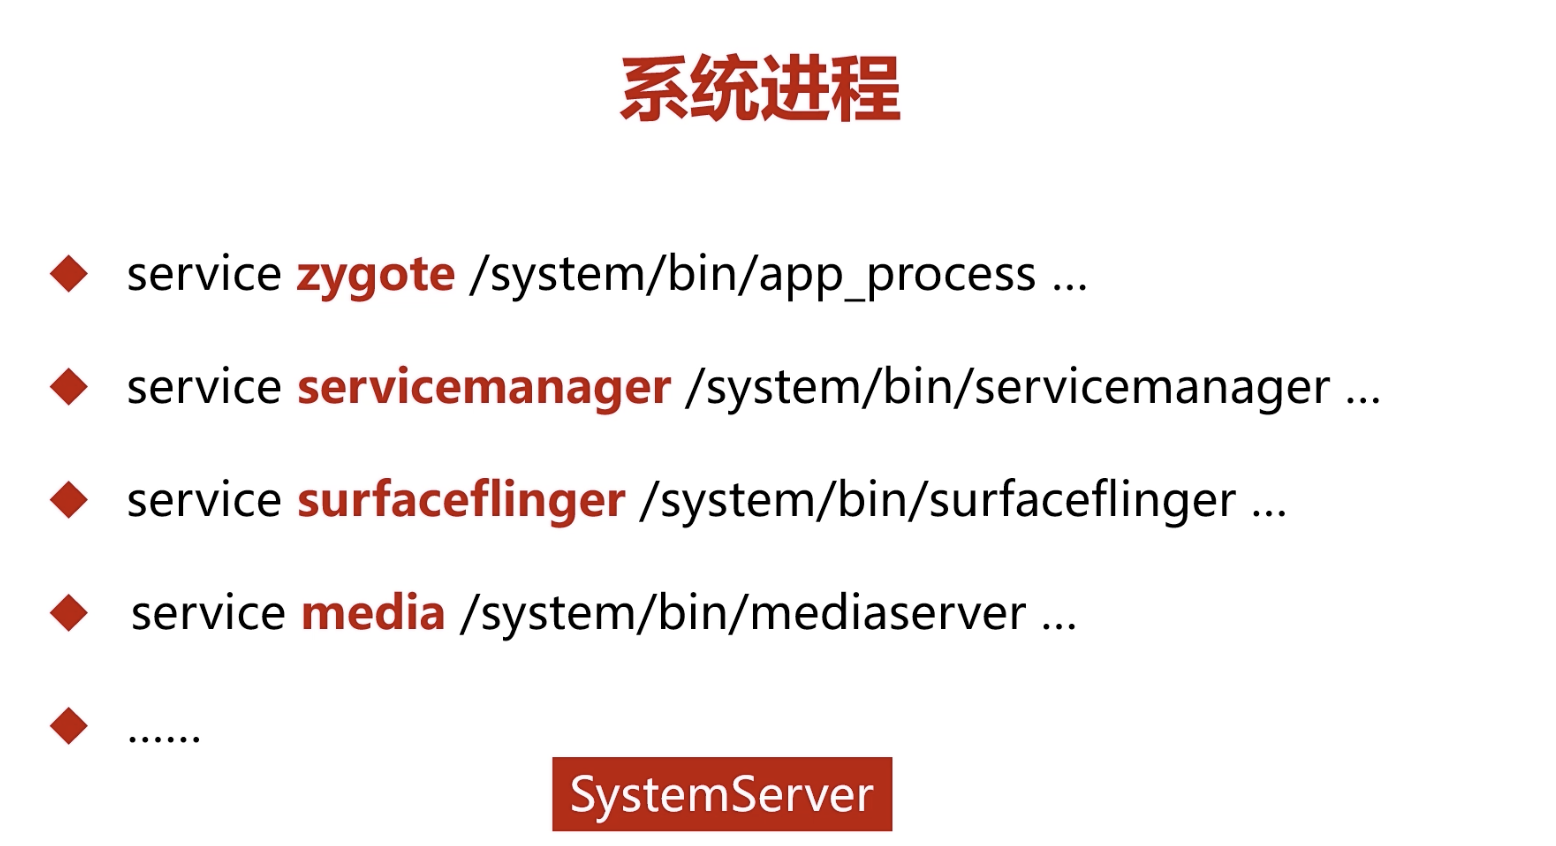 系统进程
service zygote /system/bin/app_process ...
service servicemanager /system/bin/servicemanager ...
service surfaceflinger /system/bin/surfaceflinger ...
service media /system/bin/mediaserver ...
......
SystemServer